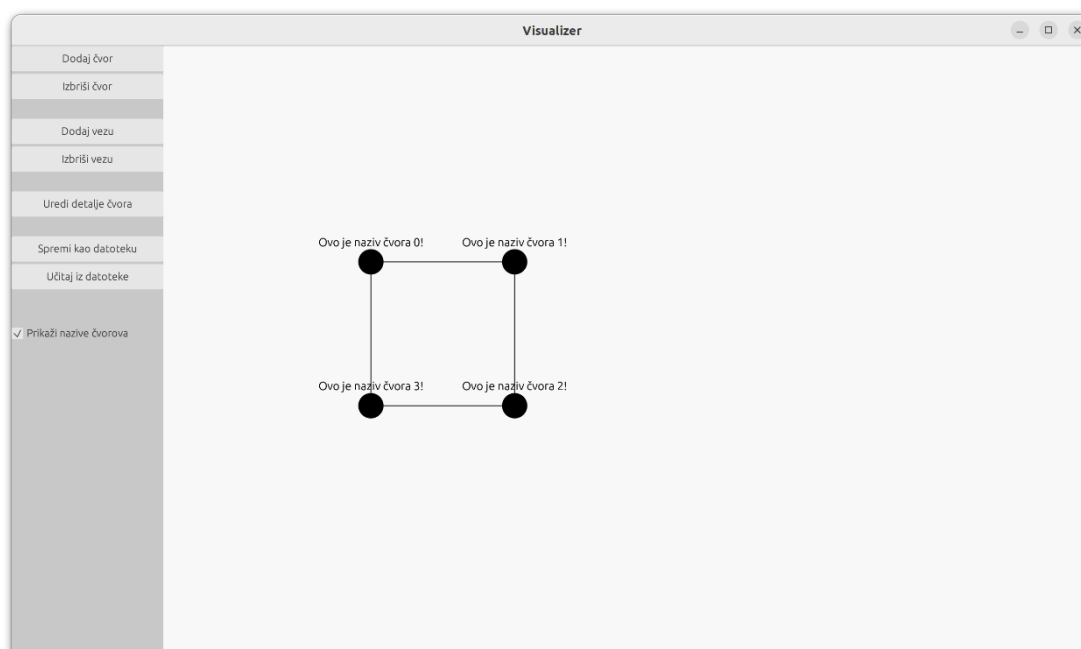 Visualizer
Dodaj čvor
Izbriši čvor
Dodaj vezu
Izbriši vezu
Uredi detalje čvora
Spremi kao datoteku
Učitaj iz datoteke
Prikaži nazive čvorova
Ovo je naziv čvora 0! Ovo je naziv čvora 1!
Ovo je naziv čvora 3! Ovo je naziv čvora 2!